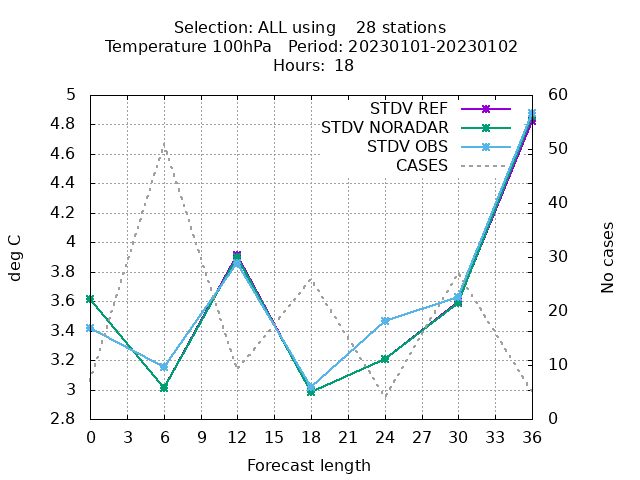 Selection: ALL using    28 stations
Temperature 100hPa   Period: 20230101-20230102
Hours:  18
STDV REF
STDV NORADAR
STDV OBS
CASES
5
4.8
4.6
4.4
4.2
4
3.8
3.6
3.4
3.2
3
2.8
deg C
60
50
40
30
20
10
0
No cases
0 3 6 9 12 15 18 21 24 27 30 33 36
Forecast length